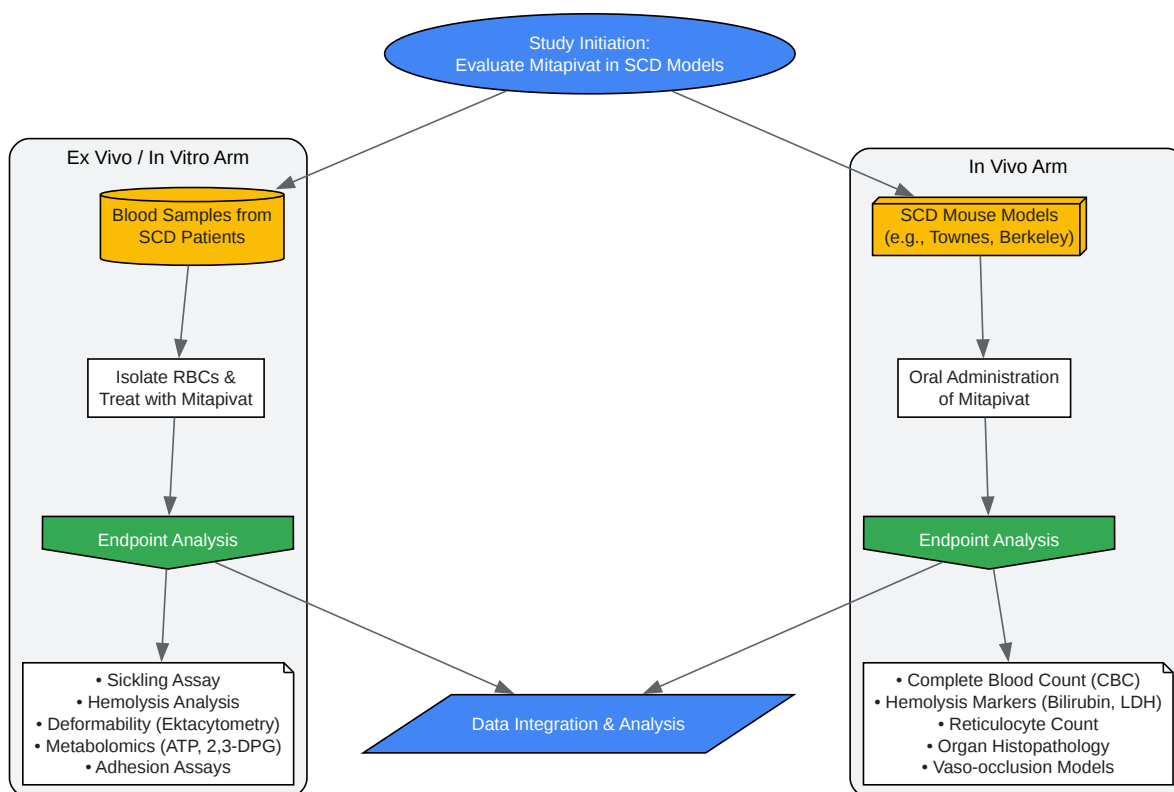 Study Initiation:
Evaluate Mitapivat in SCD Models
Ex Vivo / In Vitro Arm
Blood Samples from
SCD Patients
Isolate RBCs &
Treat with Mitapivat
Endpoint Analysis
• Sickling Assay
• Hemolysis Analysis
• Deformability (Ektacytometry)
• Metabolomics (ATP, 2,3-DPG)
• Adhesion Assays
In Vivo Arm
SCD Mouse Models
(e.g., Townes, Berkeley)
Oral Administration
of Mitapivat
Endpoint Analysis
• Complete Blood Count (CBC)
• Hemolysis Markers (Bilirubin, LDH)
• Reticulocyte Count
• Organ Histopathology
• Vaso-occlusion Models
Data Integration & Analysis